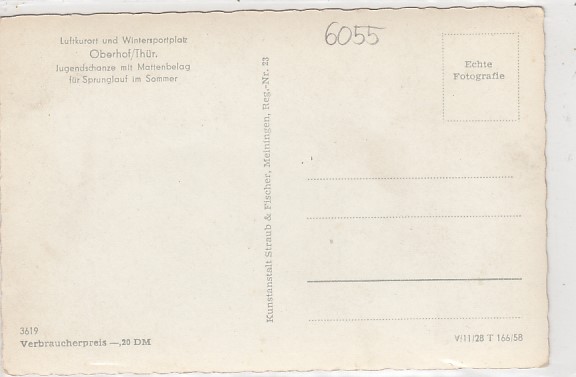 Luftkurort und Wintersportplatz
Oberhof/Thür.
Jugendschanze mit Mattenbelag
für Sprunglauf im Sommer
6055
Echte
Fotografie
Kunstanstalt Straub & Fischer, Meiningen, Reg.-Nr. 23
3619
Verbraucherpreis —,20 DM
V/11/28 T 166/58